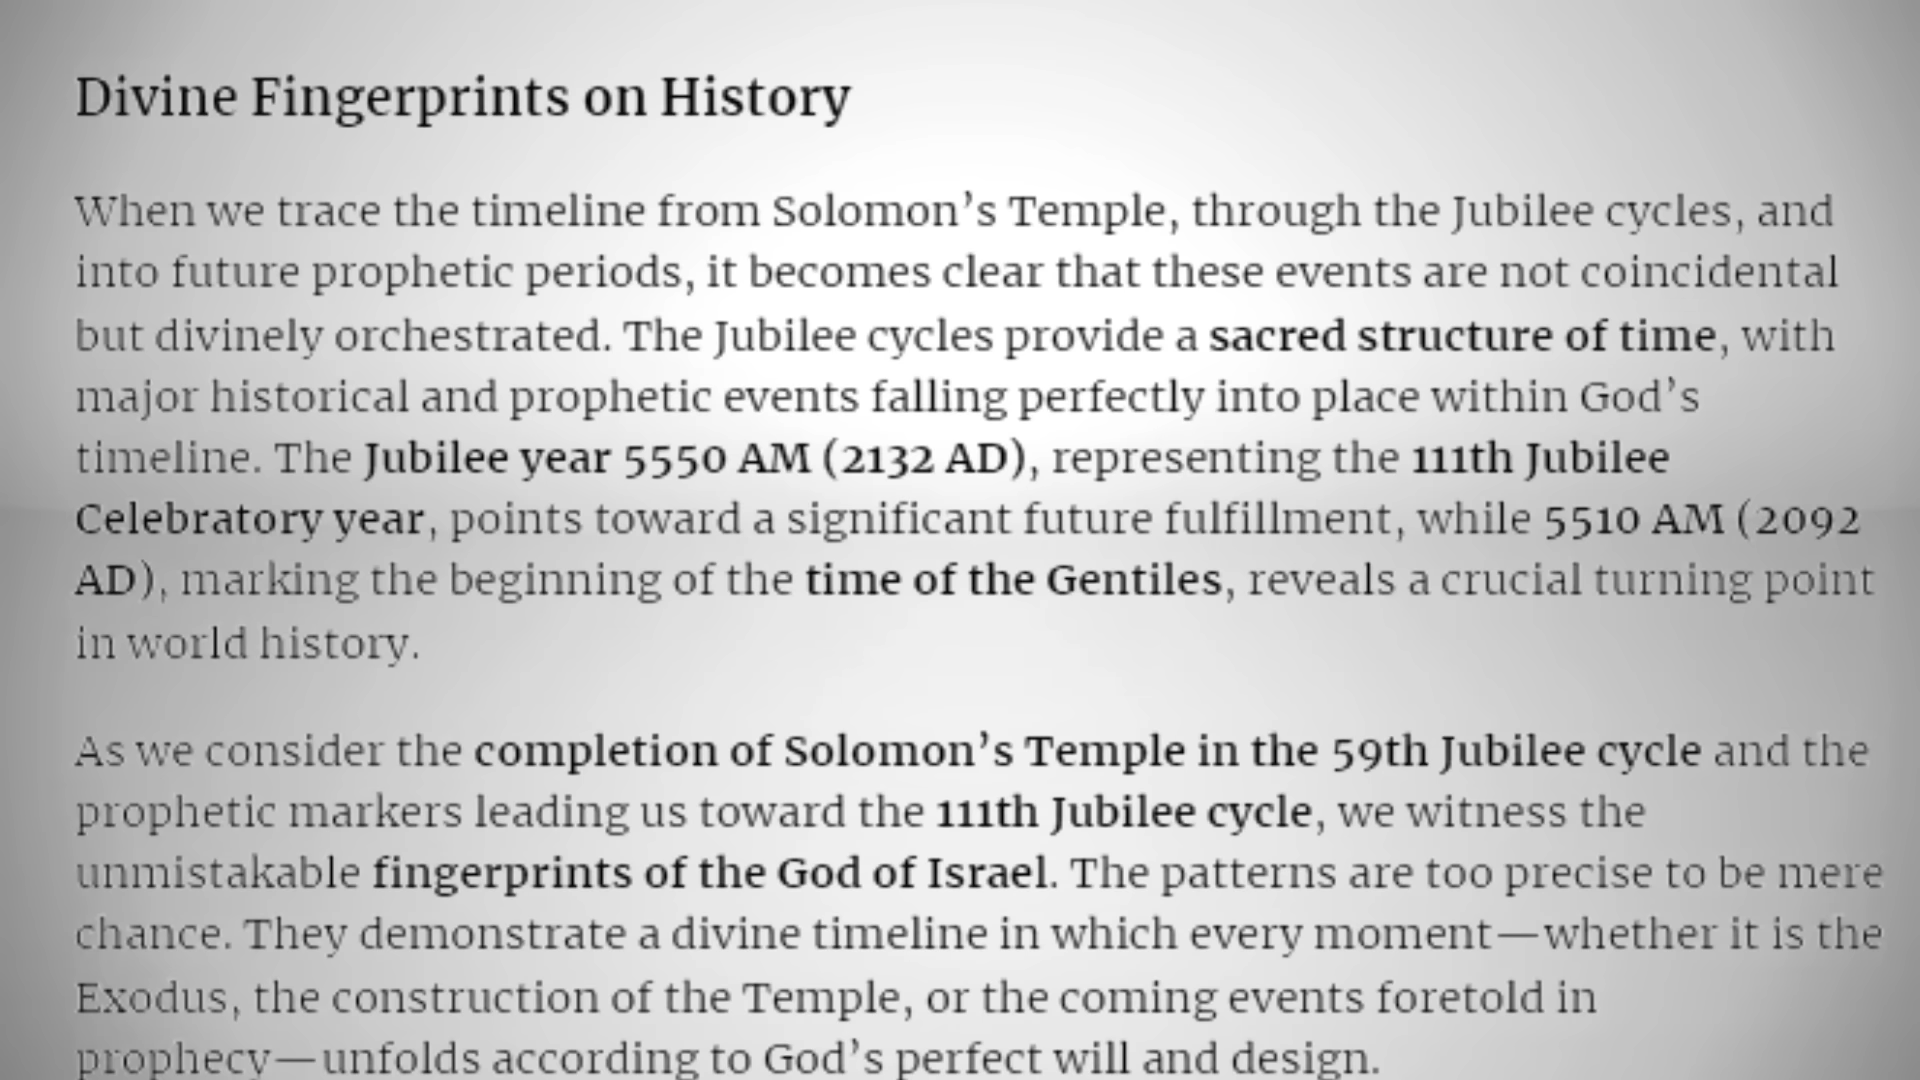 Divine Fingerprints on History
When we trace the timeline from Solomon’s Temple, through the Jubilee cycles, and
into future prophetic periods, it becomes clear that these events are not coincidental
but divinely orchestrated. The Jubilee cycles provide a sacred structure of time, with
major historical and prophetic events falling perfectly into place within God’s
timeline. The Jubilee year 5550 AM (2132 AD), representing the 111th Jubilee
Celebratory year, points toward a significant future fulfillment, while 5510 AM (2092
AD), marking the beginning of the time of the Gentiles, reveals a crucial turning point
in world history.
As we consider the completion of Solomon’s Temple in the 59th Jubilee cycle and the
prophetic markers leading us toward the 111th Jubilee cycle, we witness the
unmistakable fingerprints of the God of Israel. The patterns are too precise to be mere
chance. They demonstrate a divine timeline in which every moment—whether it is the
Exodus, the construction of the Temple, or the coming events foretold in
prophecy—unfolds according to God’s perfect will and design.